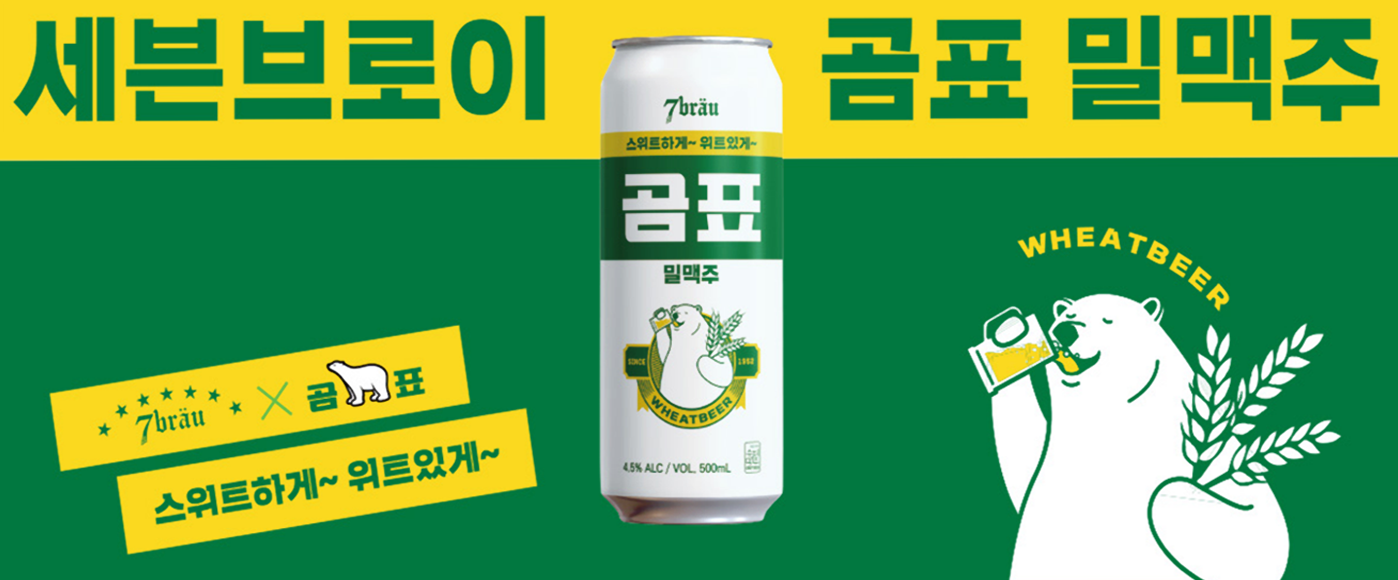 세븐브로이
곰표 밀맥주
7bräu
스위트하게~ 위트있게~
곰표
밀맥주
SINCE 1952
WHEATBEER
4.5% ALC / VOL. 500mL
WHEATBEER
7bräu × 곰표
스위트하게~ 위트있게~